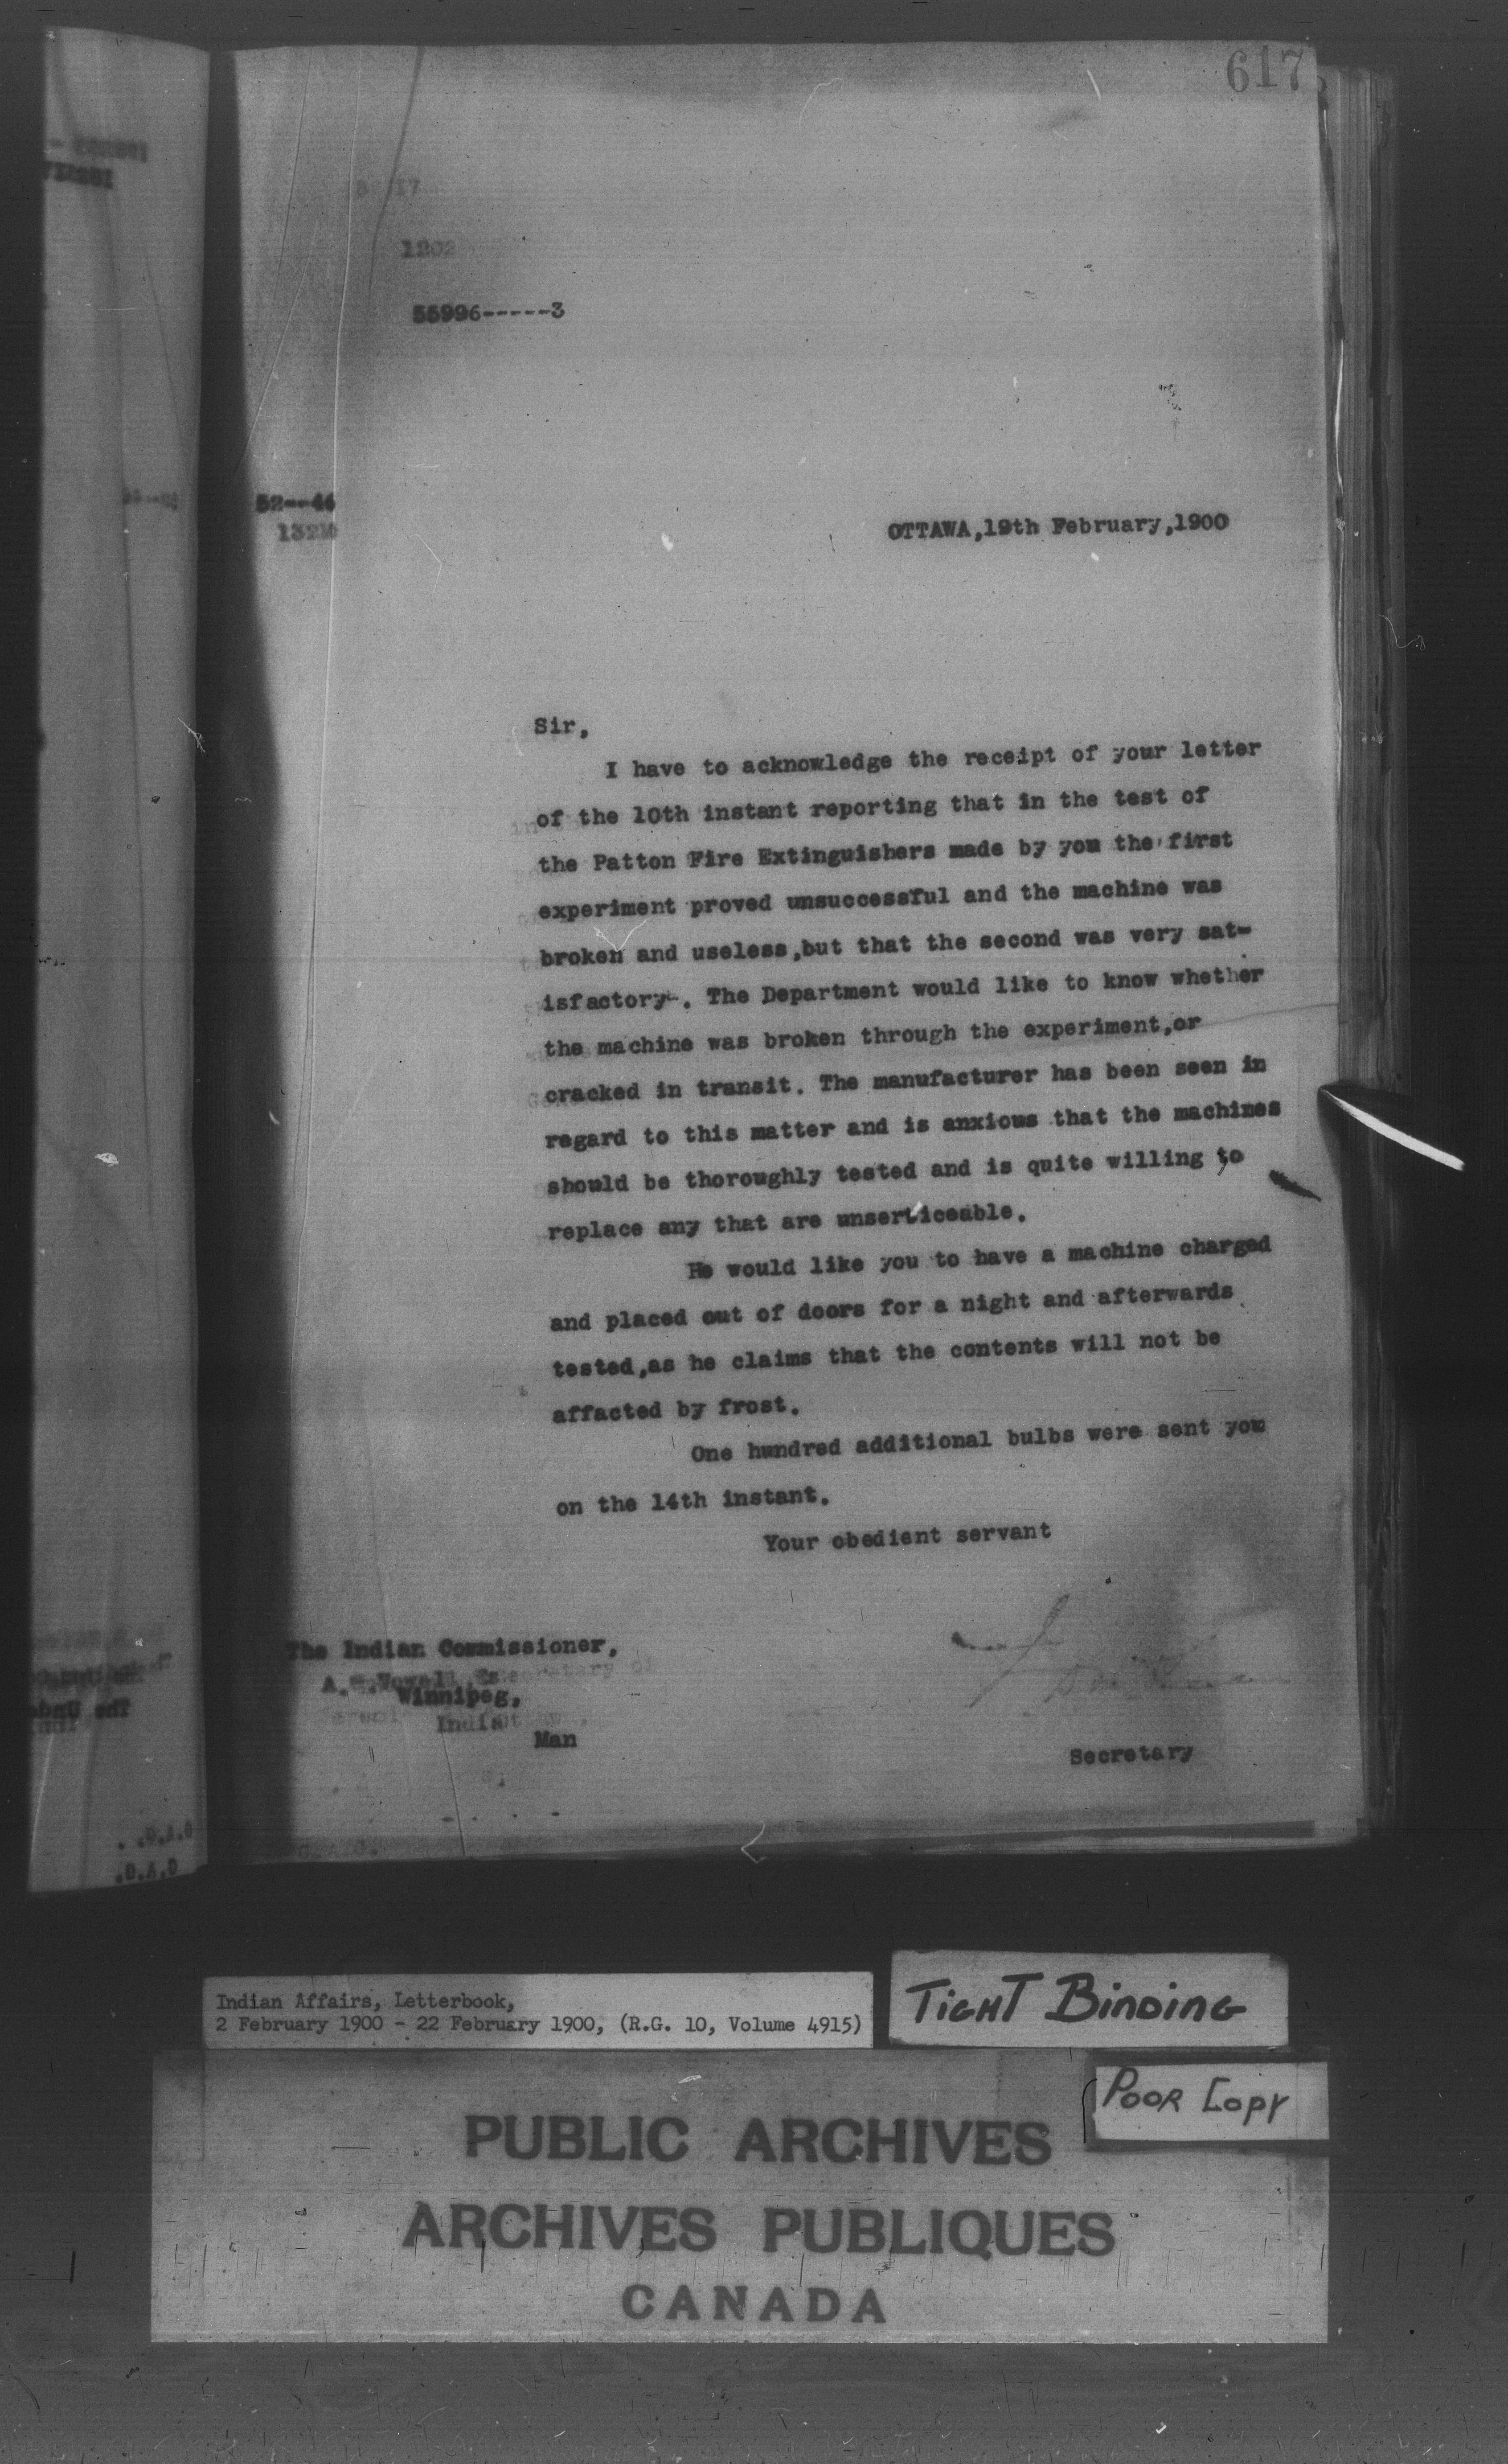 617
17
1202
55996-----3
52--44
OTTAWA,19th February,1900
Sir,
I have to acknowledge the receipt of your letter
of the 10th instant reporting that in the test of
the Patton Fire Extinguishers made by you the first
experiment proved unsuccessful and the machine was
broken and useless,but that the second was very sat-
isfactory-. The Department would like to know whether
the machine was broken through the experiment,or
cracked in transit. The manufacturer has been seen in
regard to this matter and is anxious that the machines
should be thoroughly tested and is quite willing to
replace any that are unserticeable.
He would like you to have a machine charged
and placed out of doors for a night and afterwards
tested,as he claims that the contents will not be
affacted by frost.
One hundred additional bulbs were sent you
on the 14th instant.
Your obedient servant
The Indian Commissioner,
Winnipeg,
Man
Secretary
Indian Affairs, Letterbook,
2 February 1900 - 22 February 1900, (R.G. 10, Volume 4915)
TIGHT BINDING
POOR COPY
PUBLIC ARCHIVES
ARCHIVES PUBLIQUES
CANADA